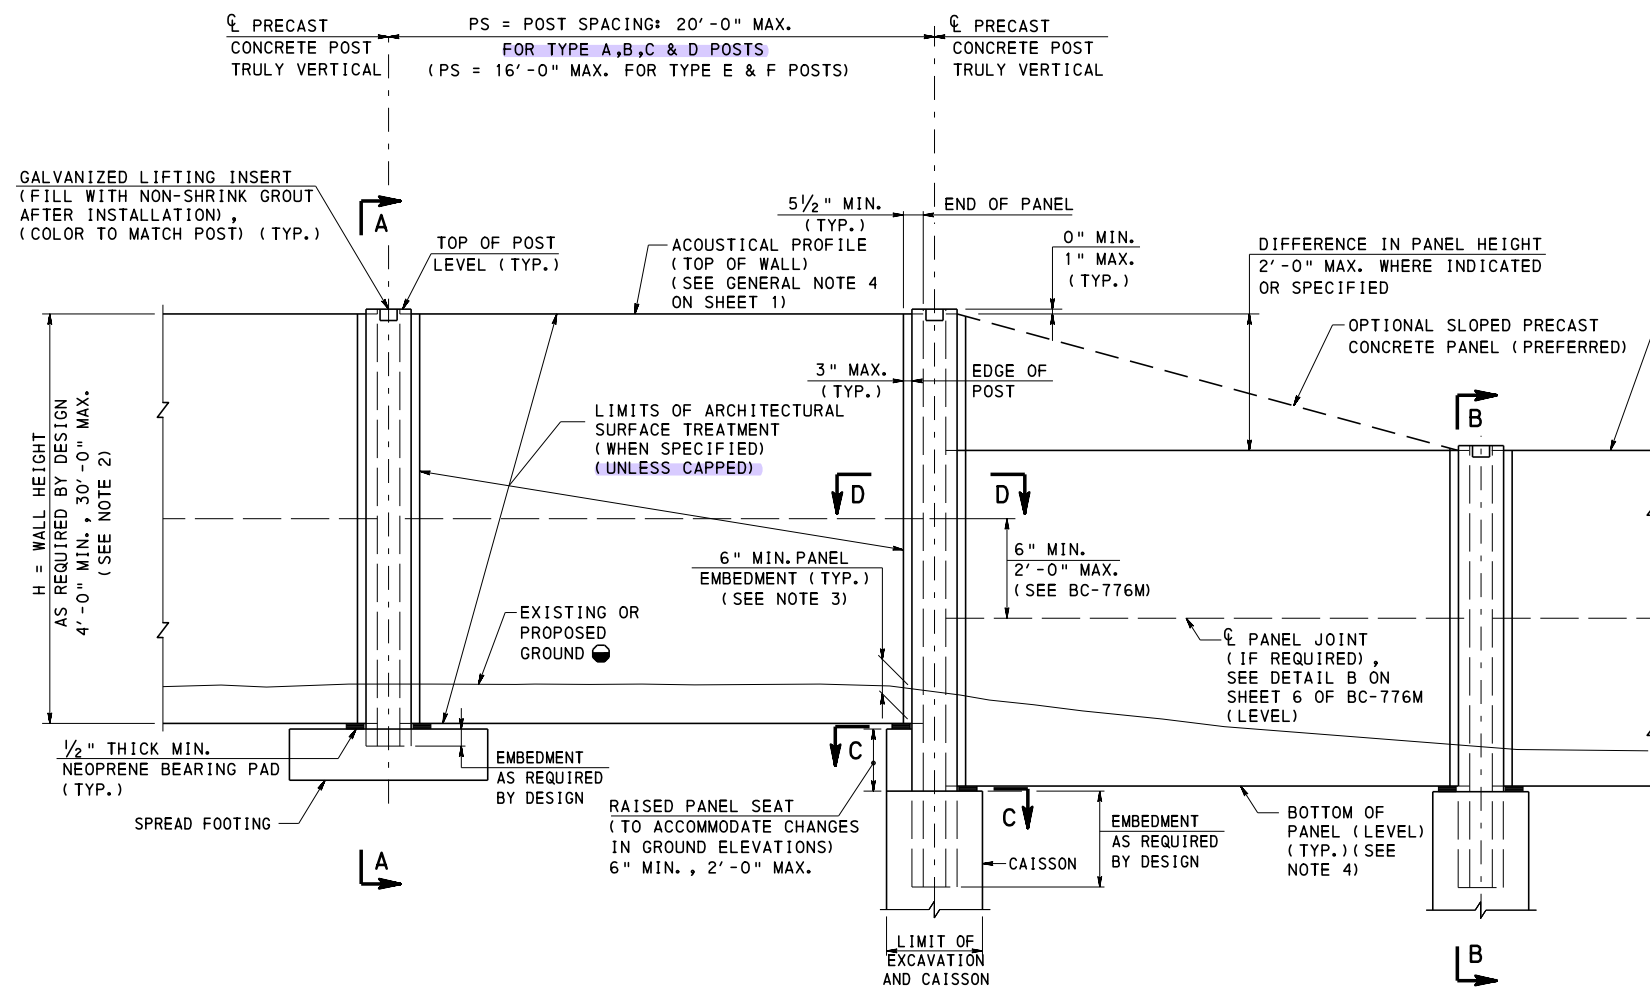 ℄ PRECAST
CONCRETE POST
TRULY VERTICAL
PS = POST SPACING: 20'-0" MAX.
FOR TYPE A,B,C & D POSTS
(PS = 16'-0" MAX. FOR TYPE E & F POSTS)
℄ PRECAST
CONCRETE POST
TRULY VERTICAL
GALVANIZED LIFTING INSERT
(FILL WITH NON-SHRINK GROUT
AFTER INSTALLATION),
(COLOR TO MATCH POST) (TYP.)
A
TOP OF POST
LEVEL (TYP.)
ACOUSTICAL PROFILE
(TOP OF WALL)
(SEE GENERAL NOTE 4
ON SHEET 1)
5½" MIN.
(TYP.)
END OF PANEL
0" MIN.
1" MAX.
(TYP.)
DIFFERENCE IN PANEL HEIGHT
2'-0" MAX. WHERE INDICATED
OR SPECIFIED
OPTIONAL SLOPED PRECAST
CONCRETE PANEL (PREFERRED)
3" MAX.
(TYP.)
EDGE OF
POST
B
H = WALL HEIGHT
AS REQUIRED BY DESIGN
4'-0" MIN., 30'-0" MAX.
(SEE NOTE 2)
LIMITS OF ARCHITECTURAL
SURFACE TREATMENT
(WHEN SPECIFIED)
(UNLESS CAPPED)
D
D
6" MIN. PANEL
EMBEDMENT (TYP.)
(SEE NOTE 3)
6" MIN.
2'-0" MAX.
(SEE BC-776M)
EXISTING OR
PROPOSED
GROUND
℄ PANEL JOINT
(IF REQUIRED),
SEE DETAIL B ON
SHEET 6 OF BC-776M
(LEVEL)
½" THICK MIN.
NEOPRENE BEARING PAD
(TYP.)
EMBEDMENT
AS REQUIRED
BY DESIGN
C
SPREAD FOOTING
RAISED PANEL SEAT
(TO ACCOMMODATE CHANGES
IN GROUND ELEVATIONS)
6" MIN., 2'-0" MAX.
C
EMBEDMENT
AS REQUIRED
BY DESIGN
BOTTOM OF
PANEL (LEVEL)
(TYP.) (SEE
NOTE 4)
A
CAISSON
LIMIT OF
EXCAVATION
AND CAISSON
B